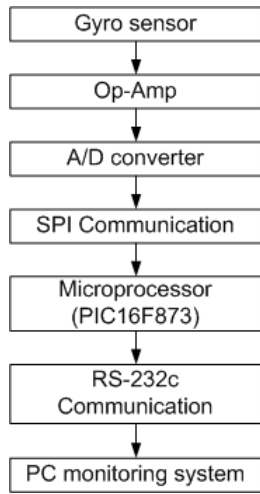 Gyro sensor
Op-Amp
A/D converter
SPI Communication
Microprocessor
(PIC16F873)
RS-232c
Communication
PC monitoring system